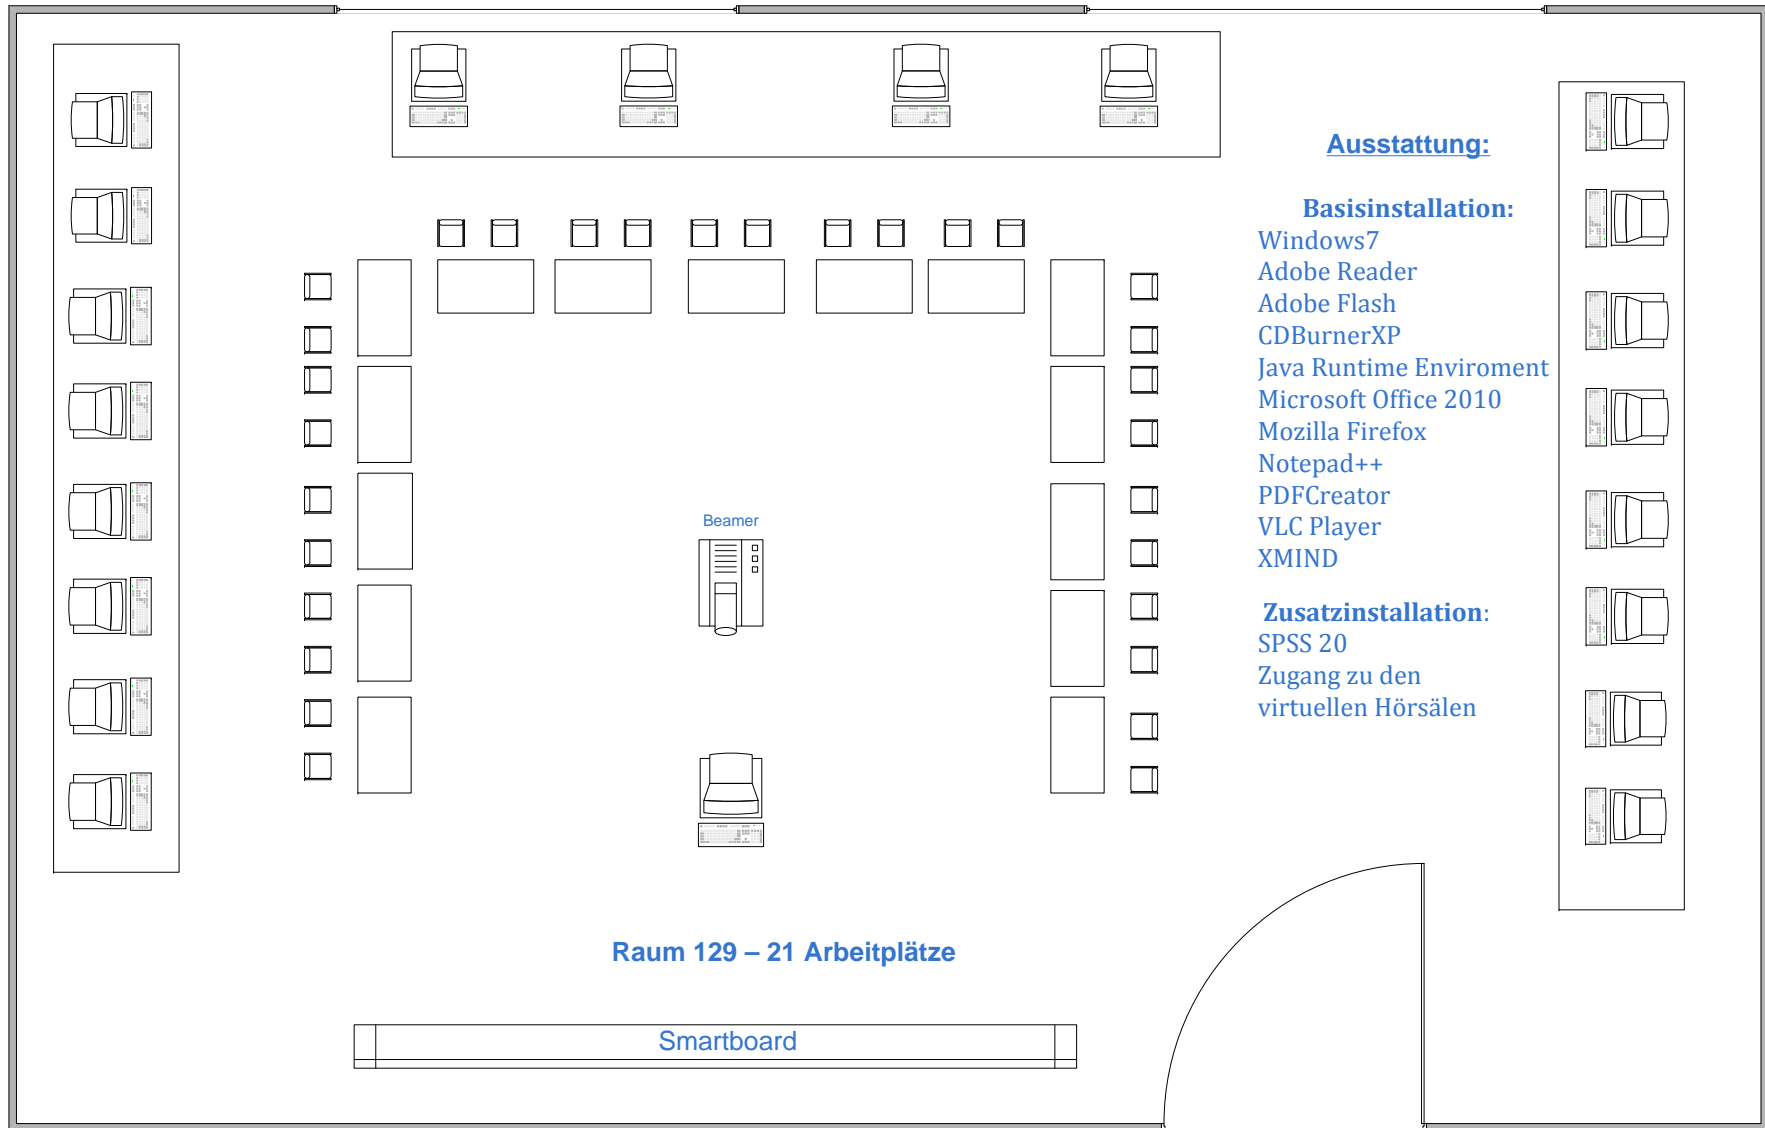 Ausstattung:
Basisinstallation:
Windows7
Adobe Reader
Adobe Flash
CDBurnerXP
Java Runtime Enviroment
Microsoft Office 2010
Mozilla Firefox
Notepad++
PDFCreator
VLC Player
XMIND
Zusatzinstallation:
SPSS 20
Zugang zu den
virtuellen Hörsälen
Beamer
Raum 129 – 21 Arbeitplätze
Smartboard